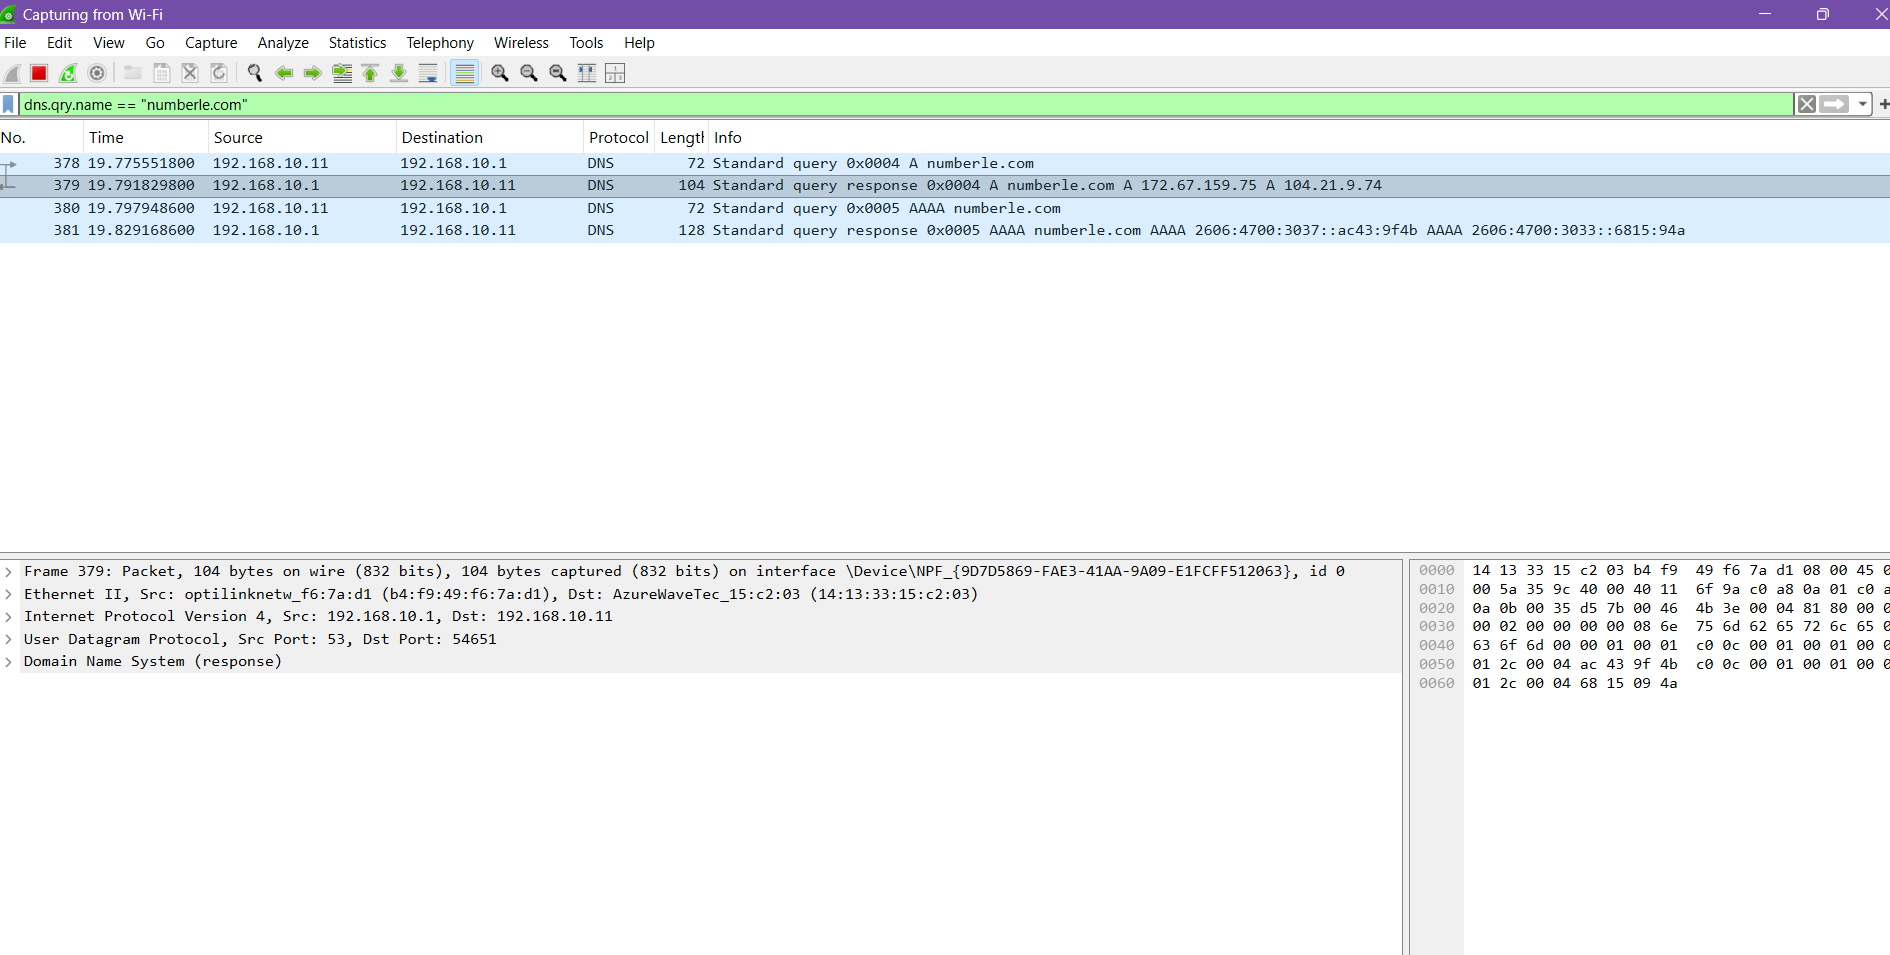 Capturing from Wi-Fi
File Edit View Go Capture Analyze Statistics Telephony Wireless Tools Help
dns.qry.name == "numberle.com"
No. Time Source Destination Protocol Lengtl Info
378 19.775551800 192.168.10.11 192.168.10.1 DNS 72 Standard query 0x0004 A numberle.com
379 19.791829800 192.168.10.1 192.168.10.11 DNS 104 Standard query response 0x0004 A numberle.com A 172.67.159.75 A 104.21.9.74
380 19.797948600 192.168.10.11 192.168.10.1 DNS 72 Standard query 0x0005 AAAA numberle.com
381 19.829168600 192.168.10.1 192.168.10.11 DNS 128 Standard query response 0x0005 AAAA numberle.com AAAA 2606:4700:3037::ac43:9f4b AAAA 2606:4700:3033::6815:94a
Frame 379: Packet, 104 bytes on wire (832 bits), 104 bytes captured (832 bits) on interface \Device\NPF_{9D7D5869-FAE3-41AA-9A09-E1FCFF512063}, id 0
Ethernet II, Src: optilinknetw_f6:7a:d1 (b4:f9:49:f6:7a:d1), Dst: AzureWaveTec_15:c2:03 (14:13:33:15:c2:03)
Internet Protocol Version 4, Src: 192.168.10.1, Dst: 192.168.10.11
User Datagram Protocol, Src Port: 53, Dst Port: 54651
Domain Name System (response)
0000 14 13 33 15 c2 03 b4 f9 49 f6 7a d1 08 00 45 0
0010 00 5a 35 9c 40 00 40 11 6f 9a c0 a8 0a 01 c0 a
0020 0a 0b 00 35 d5 7b 00 46 4b 3e 00 04 81 80 00 0
0030 00 02 00 00 00 00 08 6e 75 6d 62 65 72 6c 65 0
0040 63 6f 6d 00 00 01 00 01 c0 0c 00 01 00 01 00 0
0050 01 2c 00 04 ac 43 9f 4b c0 0c 00 01 00 01 00 0
0060 01 2c 00 04 68 15 09 4a